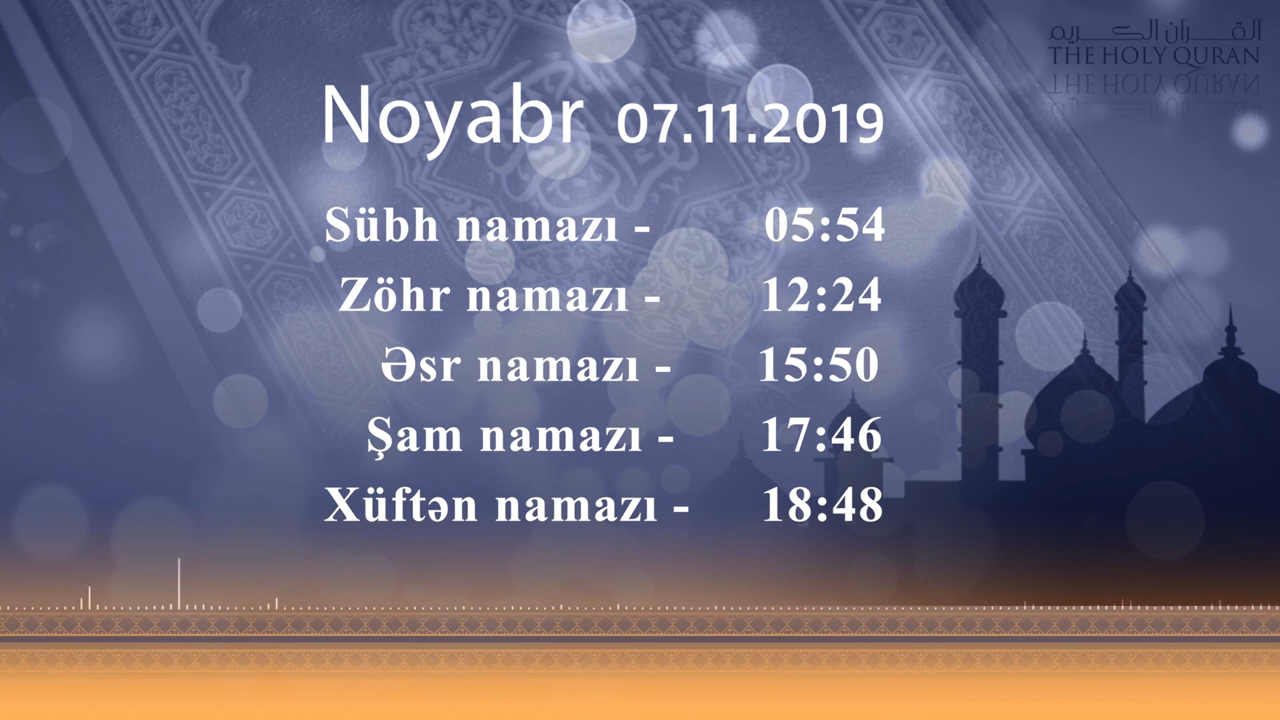 القرآن الكريم
THE HOLY QURAN
Noyabr 07.11.2019
Sübh namazı - 05:54
Zöhr namazı - 12:24
Əsr namazı - 15:50
Şam namazı - 17:46
Xüftən namazı - 18:48